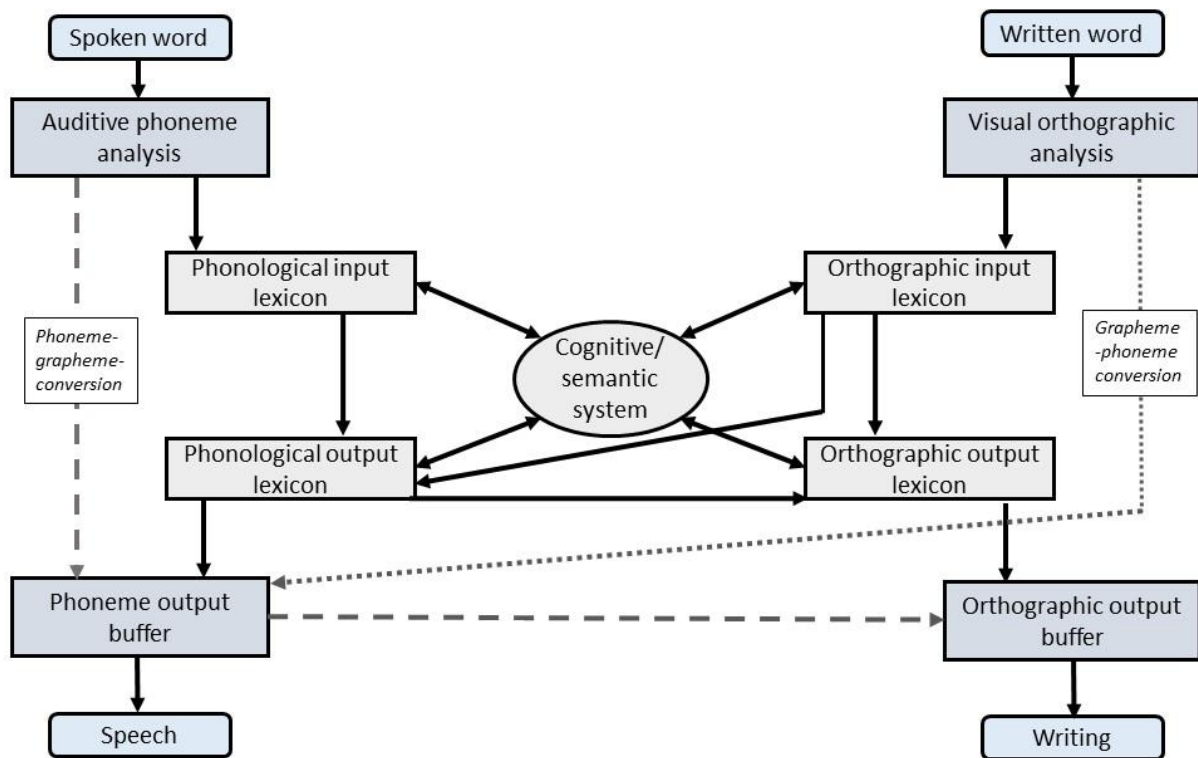 Spoken word
Written word
Auditive phoneme
analysis
Visual orthographic
analysis
Phonological input
lexicon
Orthographic input
lexicon
Phoneme-
grapheme-
conversion
Cognitive/
semantic
system
Grapheme
-phoneme
conversion
Phonological output
lexicon
Orthographic output
lexicon
Phoneme output
buffer
Orthographic output
buffer
Speech
Writing